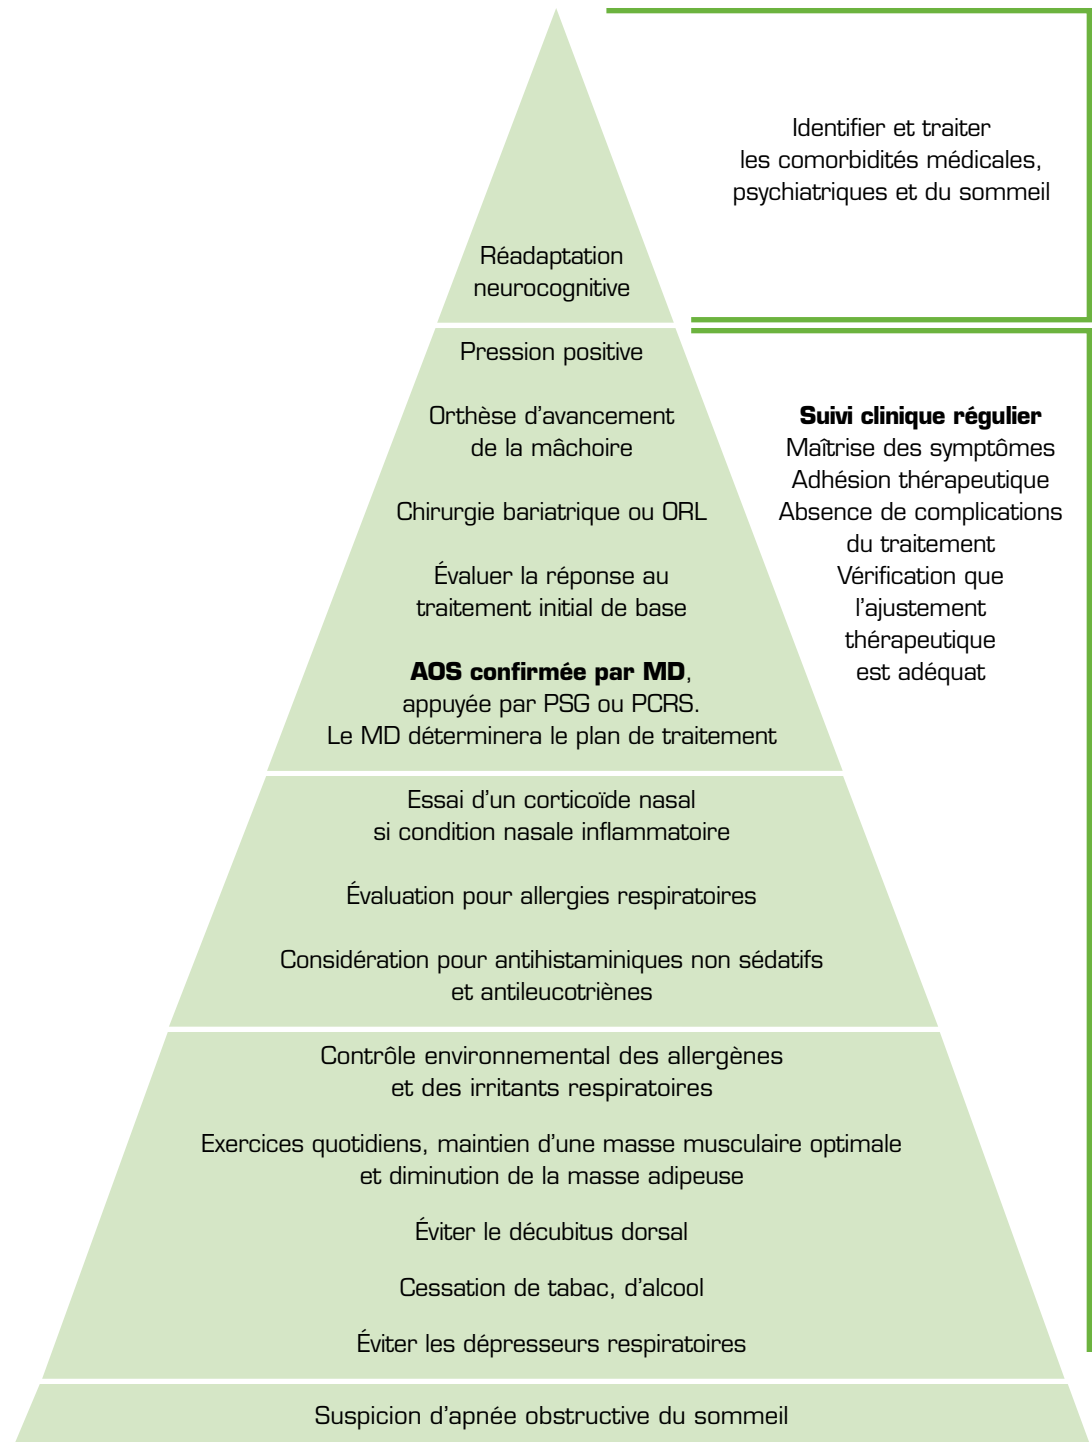 Identifier et traiter
les comorbidités médicales,
psychiatriques et du sommeil
Réadaptation
neurocognitive
Pression positive
Orthèse d'avancement
de la mâchoire
Chirurgie bariatrique ou ORL
Évaluer la réponse au
traitement initial de base
AOS confirmée par MD,
appuyée par PSG ou PCRS.
Le MD déterminera le plan de traitement
Suivi clinique régulier
Maîtrise des symptômes
Adhésion thérapeutique
Absence de complications
du traitement
Vérification que
l'ajustement
thérapeutique
est adéquat
Essai d'un corticoïde nasal
si condition nasale inflammatoire
Évaluation pour allergies respiratoires
Considération pour antihistaminiques non sédatifs
et antileucotriènes
Contrôle environnemental des allergènes
et des irritants respiratoires
Exercices quotidiens, maintien d'une masse musculaire optimale
et diminution de la masse adipeuse
Éviter le décubitus dorsal
Cessation de tabac, d'alcool
Éviter les dépresseurs respiratoires
Suspicion d'apnée obstructive du sommeil